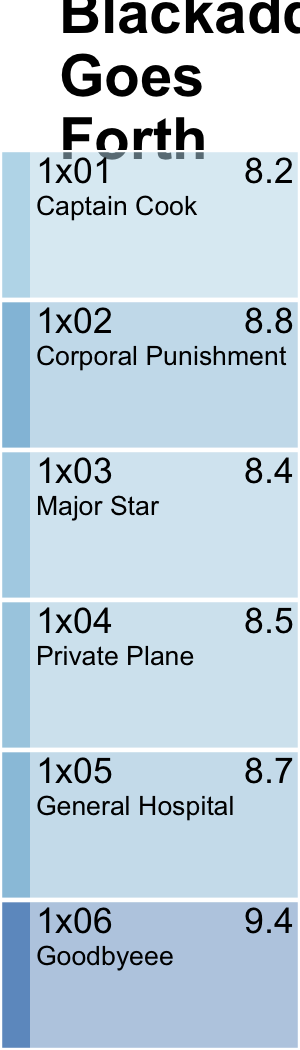 Blackadd
Goes
Forth
1x01 8.2
Captain Cook
1x02 8.8
Corporal Punishment
1x03 8.4
Major Star
1x04 8.5
Private Plane
1x05 8.7
General Hospital
1x06 9.4
Goodbyeee